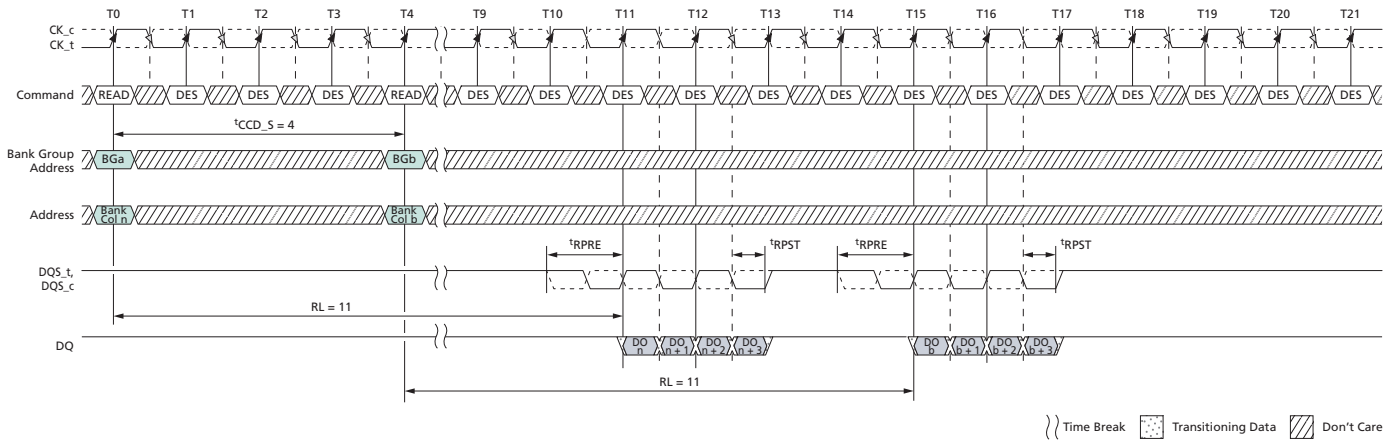 T0 T1 T2 T3 T4 T9 T10 T11 T12 T13 T14 T15 T16 T17 T18 T19 T20 T21
CK_c
CK_t
Command READ DES DES DES READ DES DES DES DES DES DES DES DES DES DES DES DES DES
tCCD_S = 4
Bank Group
Address
BGa BGb
Address
Bank
Col n
Bank
Col b
tRPRE tRPST tRPRE tRPST
DQS_t,
DQS_c
RL = 11
DQ
DO
n
DO
n + 1
DO
n + 2
DO
n + 3
DO
b
DO
b + 1
DO
b + 2
DO
b + 3
RL = 11
Time Break Transitioning Data Don't Care